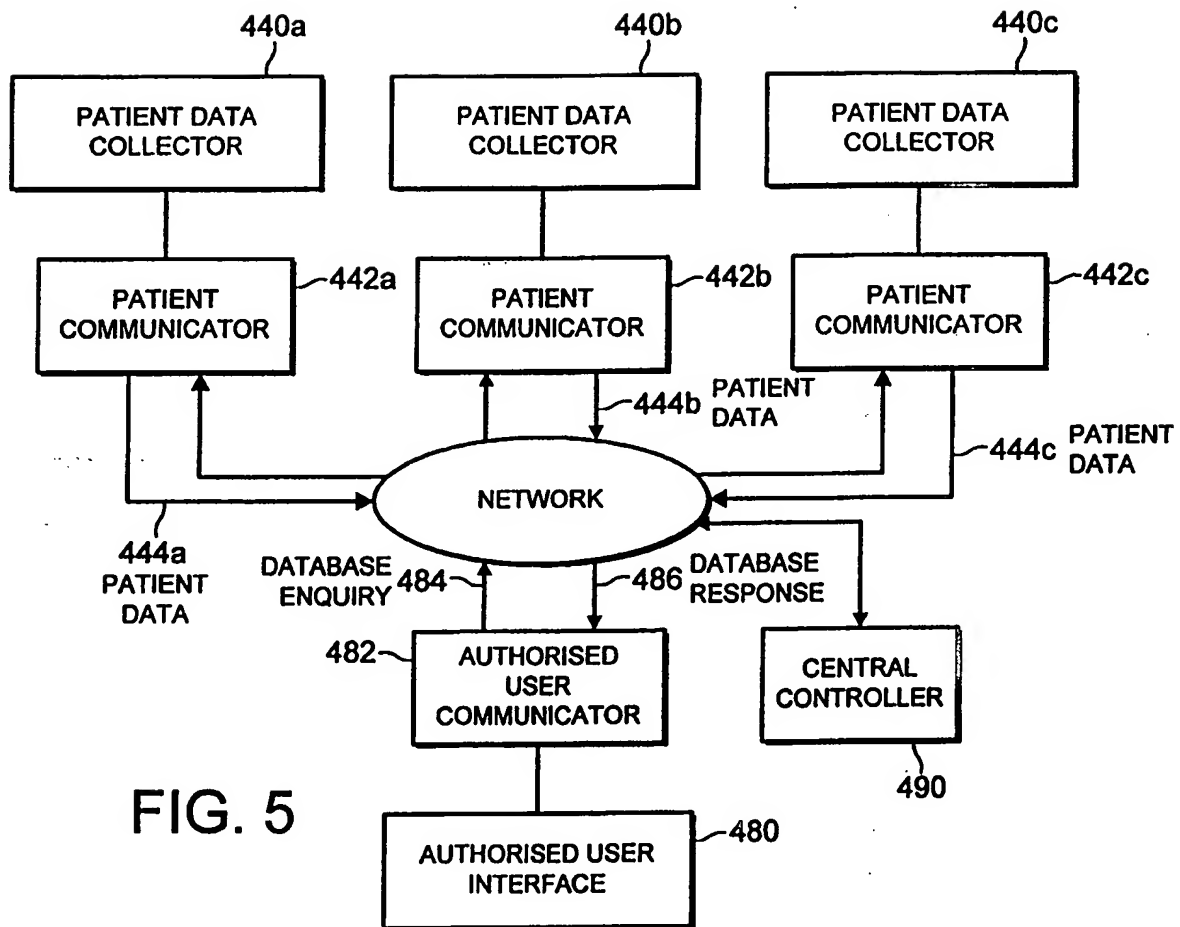 440a
440b
440c
PATIENT DATA
COLLECTOR
PATIENT DATA
COLLECTOR
PATIENT DATA
COLLECTOR
442a
442b
442c
PATIENT
COMMUNICATOR
PATIENT
COMMUNICATOR
PATIENT
COMMUNICATOR
444b PATIENT
DATA
444c PATIENT
DATA
NETWORK
444a
PATIENT
DATA
DATABASE
ENQUIRY 484
486 DATABASE
RESPONSE
482
AUTHORISED
USER
COMMUNICATOR
CENTRAL
CONTROLLER
490
FIG. 5
480
AUTHORISED USER
INTERFACE